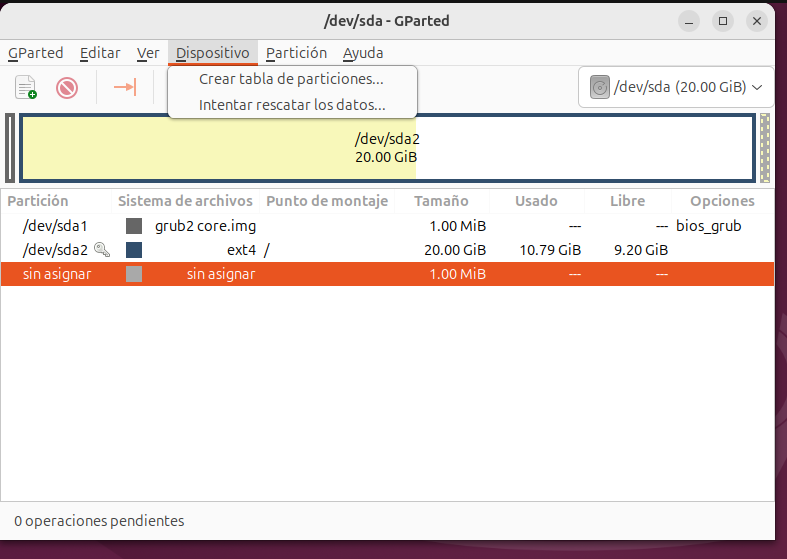 /dev/sda - GParted
GParted Editar Ver Dispositivo Partición Ayuda
Crear tabla de particiones...
Intentar rescatar los datos...
/dev/sda (20.00 GiB)
/dev/sda2
20.00 GiB
Partición Sistema de archivos Punto de montaje Tamaño Usado Libre Opciones
/dev/sda1 grub2 core.img 1.00 MiB --- --- bios_grub
/dev/sda2 ext4 / 20.00 GiB 10.79 GiB 9.20 GiB
sin asignar sin asignar 1.00 MiB --- ---
0 operaciones pendientes